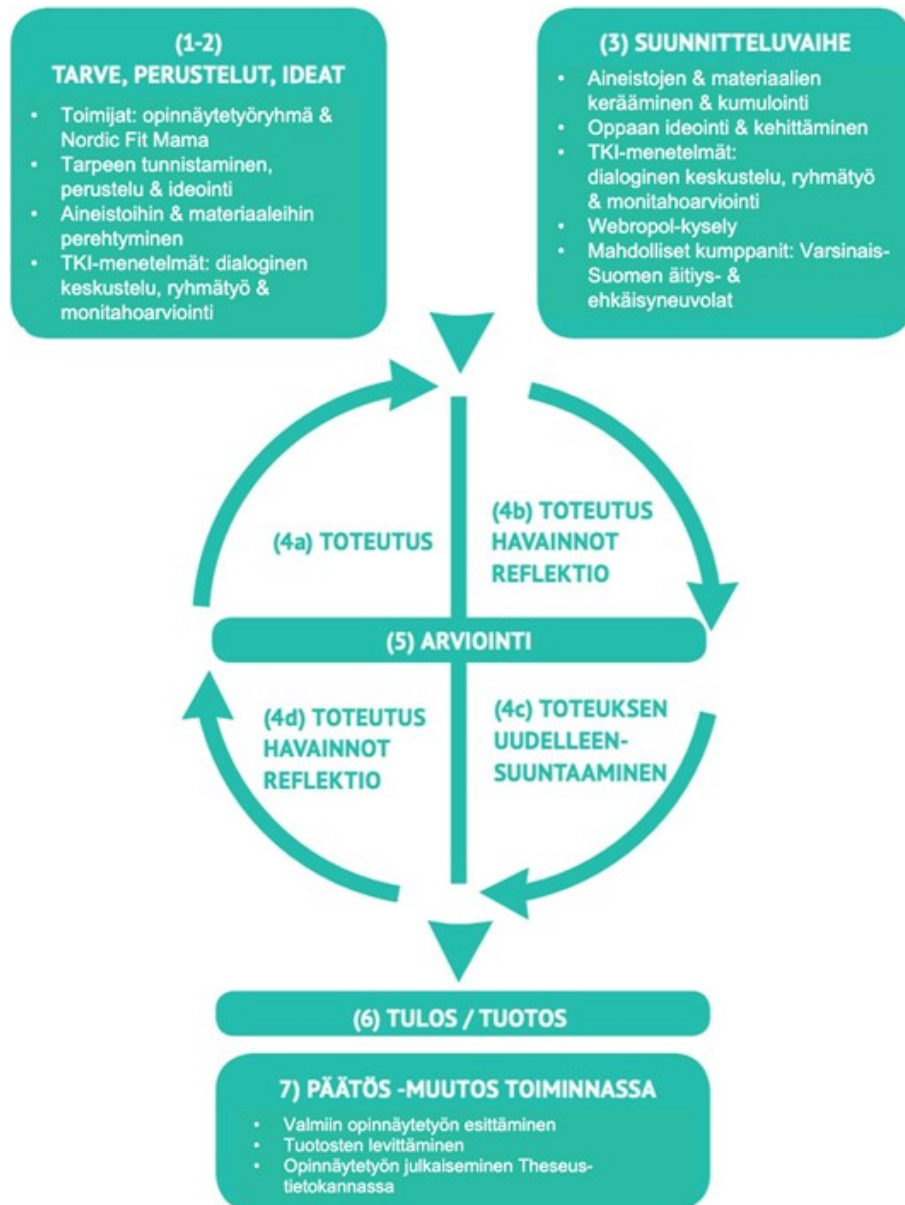 (1-2)
TARVE, PERUSTELUT, IDEAT
• Toimijat: opinnäytetyöryhmä &
Nordic Fit Mama
• Tarpeen tunnistaminen,
perustelu & ideointi
• Aineistoihin & materiaaleihin
perehtyminen
• TKI-menetelmät: dialoginen
keskustelu, ryhmätyö &
monitahoarviointi
(3) SUUNNITTELUVAIHE
• Aineistojen & materiaalien
kerääminen & kumulointi
• Oppaan ideointi & kehittäminen
• TKI-menetelmät:
dialoginen keskustelu, ryhmätyö
& monitahoarviointi
• Webropol-kysely
• Mahdolliset kumppanit: Varsinais-
Suomen äitiys- &
ehkäisyneuvolat
(4a) TOTEUTUS
(4b) TOTEUTUS
HAVAINNOT
REFLEKTIO
(5) ARVIOINTI
(4d) TOTEUTUS
HAVAINNOT
REFLEKTIO
(4c) TOTEUKSEN
UUDELLEEN-
SUUNTAAMINEN
(6) TULOS / TUOTOS
7) PÄÄTÖS -MUUTOS TOIMINNASSA
• Valmiin opinnäytetyön esittäminen
• Tuotosten levittäminen
• Opinnäytetyön julkaiseminen Theseus-
tietokannassa